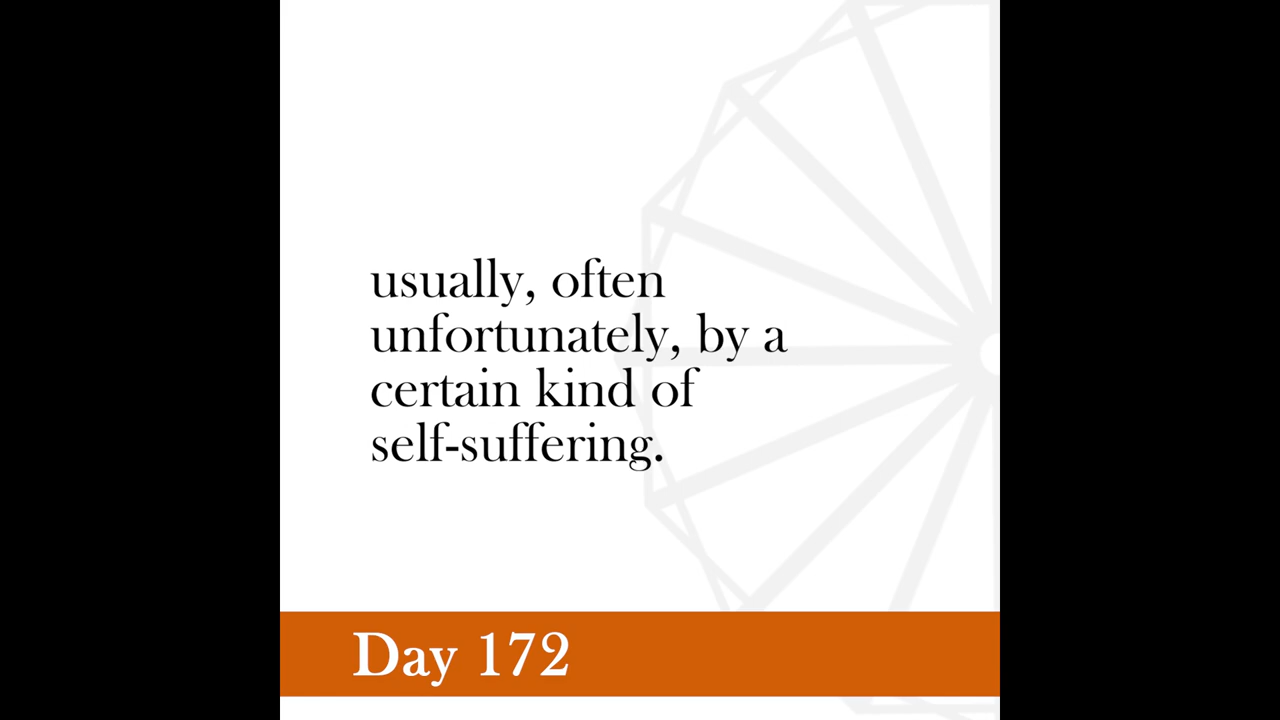 usually, often
unfortunately, by a
certain kind of
self-suffering.
Day 172